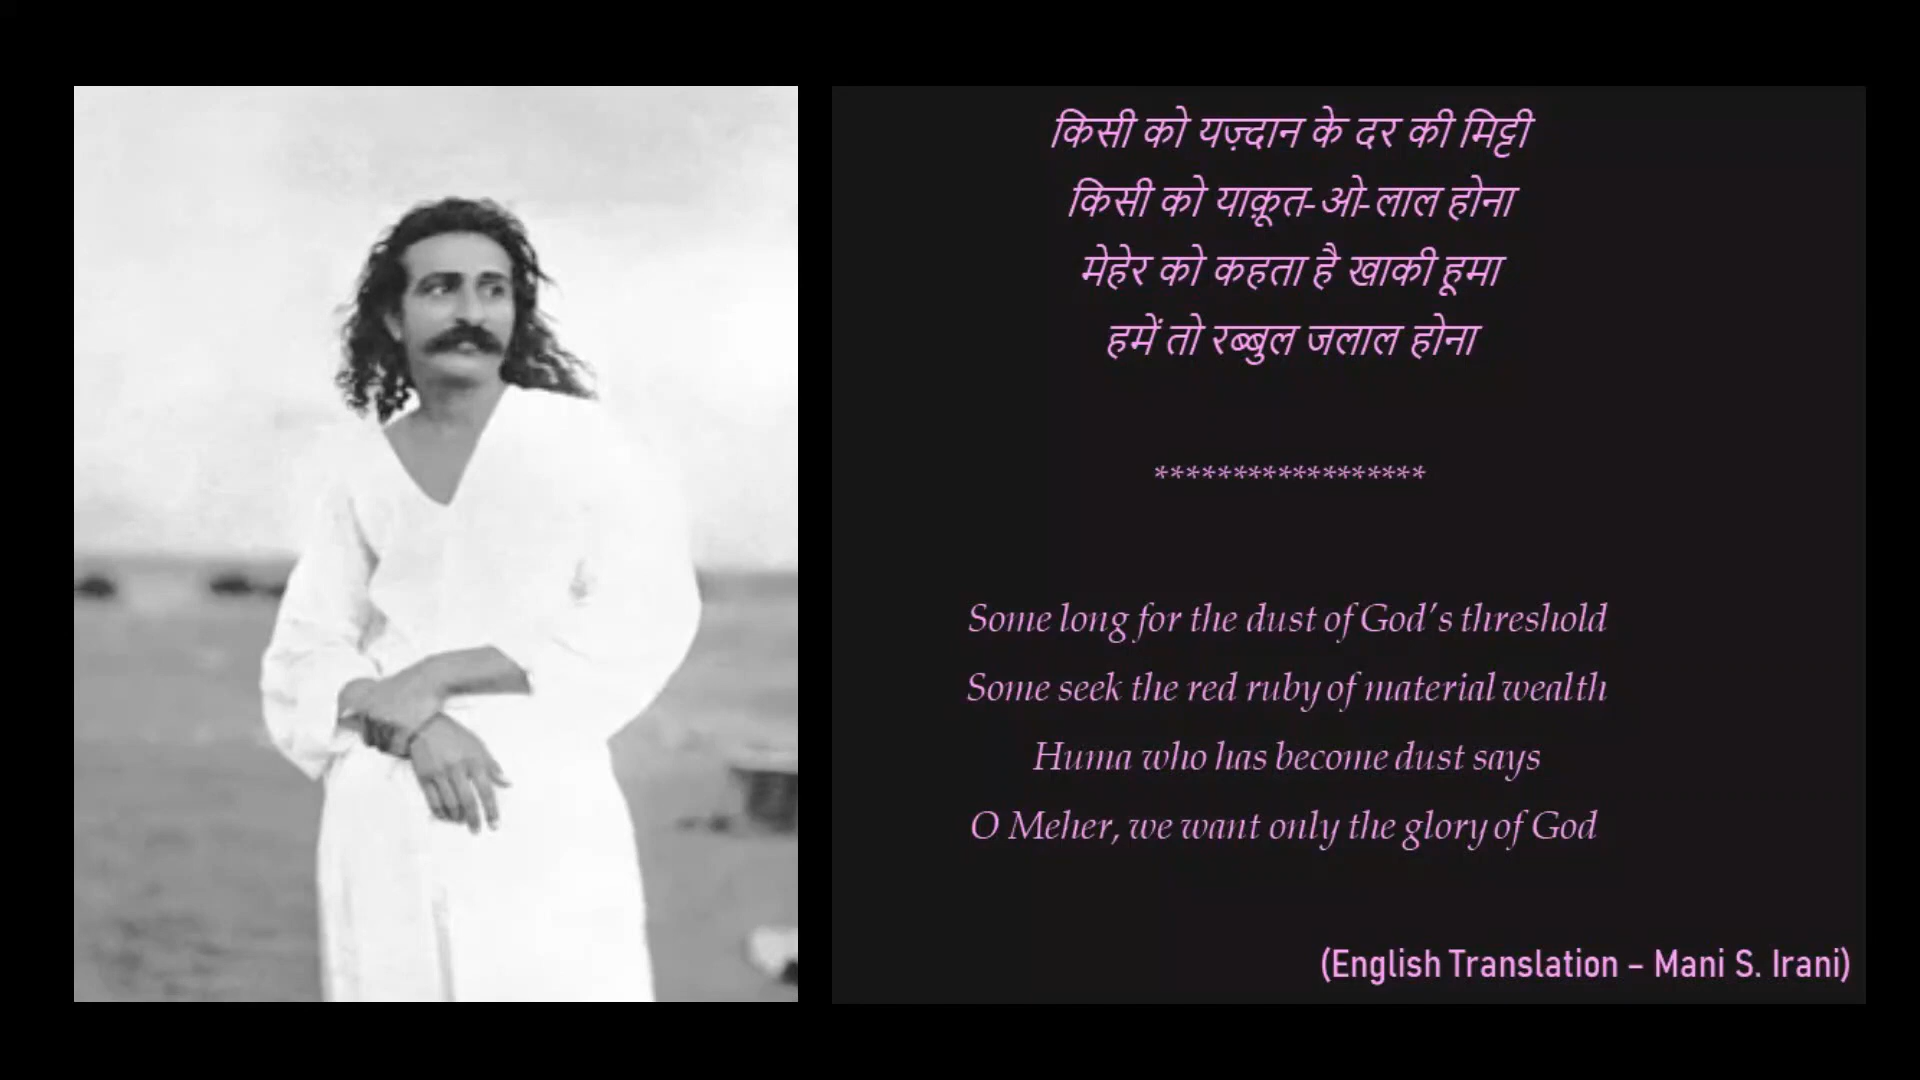 किसी को यज़्दान के दर की मिट्टी
किसी को याक़ूत-ओ-लाल होना
मेहेर को कहता है खाकी हूमा
हमें तो रब्बुल जलाल होना
******************
Some long for the dust of God’s threshold
Some seek the red ruby of material wealth
Huma who has become dust says
O Meher, we want only the glory of God
(English Translation – Mani S. Irani)